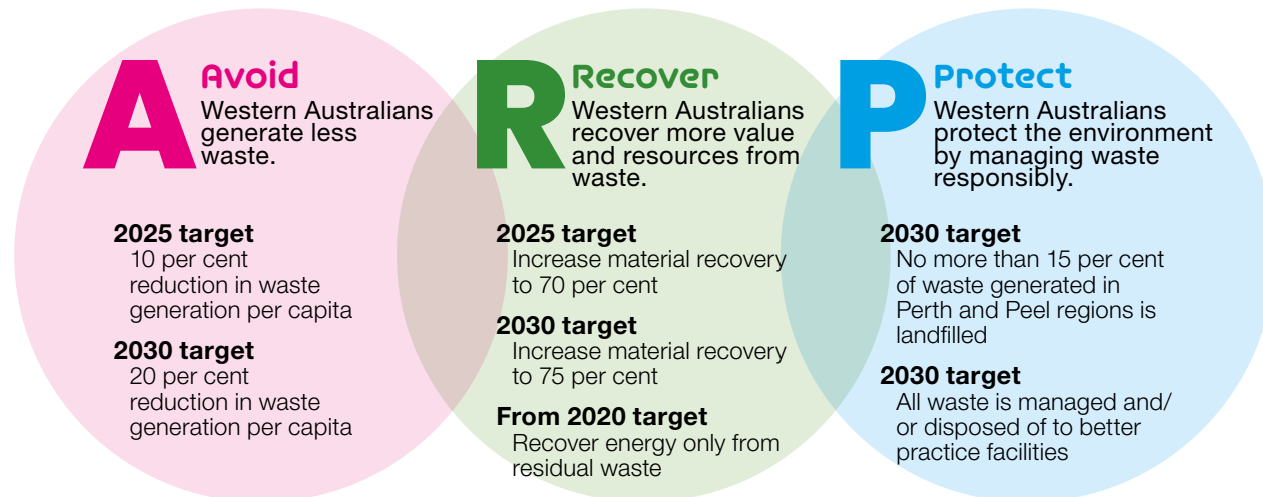 A
Avoid
Western Australians
generate less
waste.
2025 target
10 per cent
reduction in waste
generation per capita
2030 target
20 per cent
reduction in waste
generation per capita
R
Recover
Western Australians
recover more value
and resources from
waste.
2025 target
Increase material recovery
to 70 per cent
2030 target
Increase material recovery
to 75 per cent
From 2020 target
Recover energy only from
residual waste
P
Protect
Western Australians
protect the environment
by managing waste
responsibly.
2030 target
No more than 15 per cent
of waste generated in
Perth and Peel regions is
landfilled
2030 target
All waste is managed and/
or disposed of to better
practice facilities